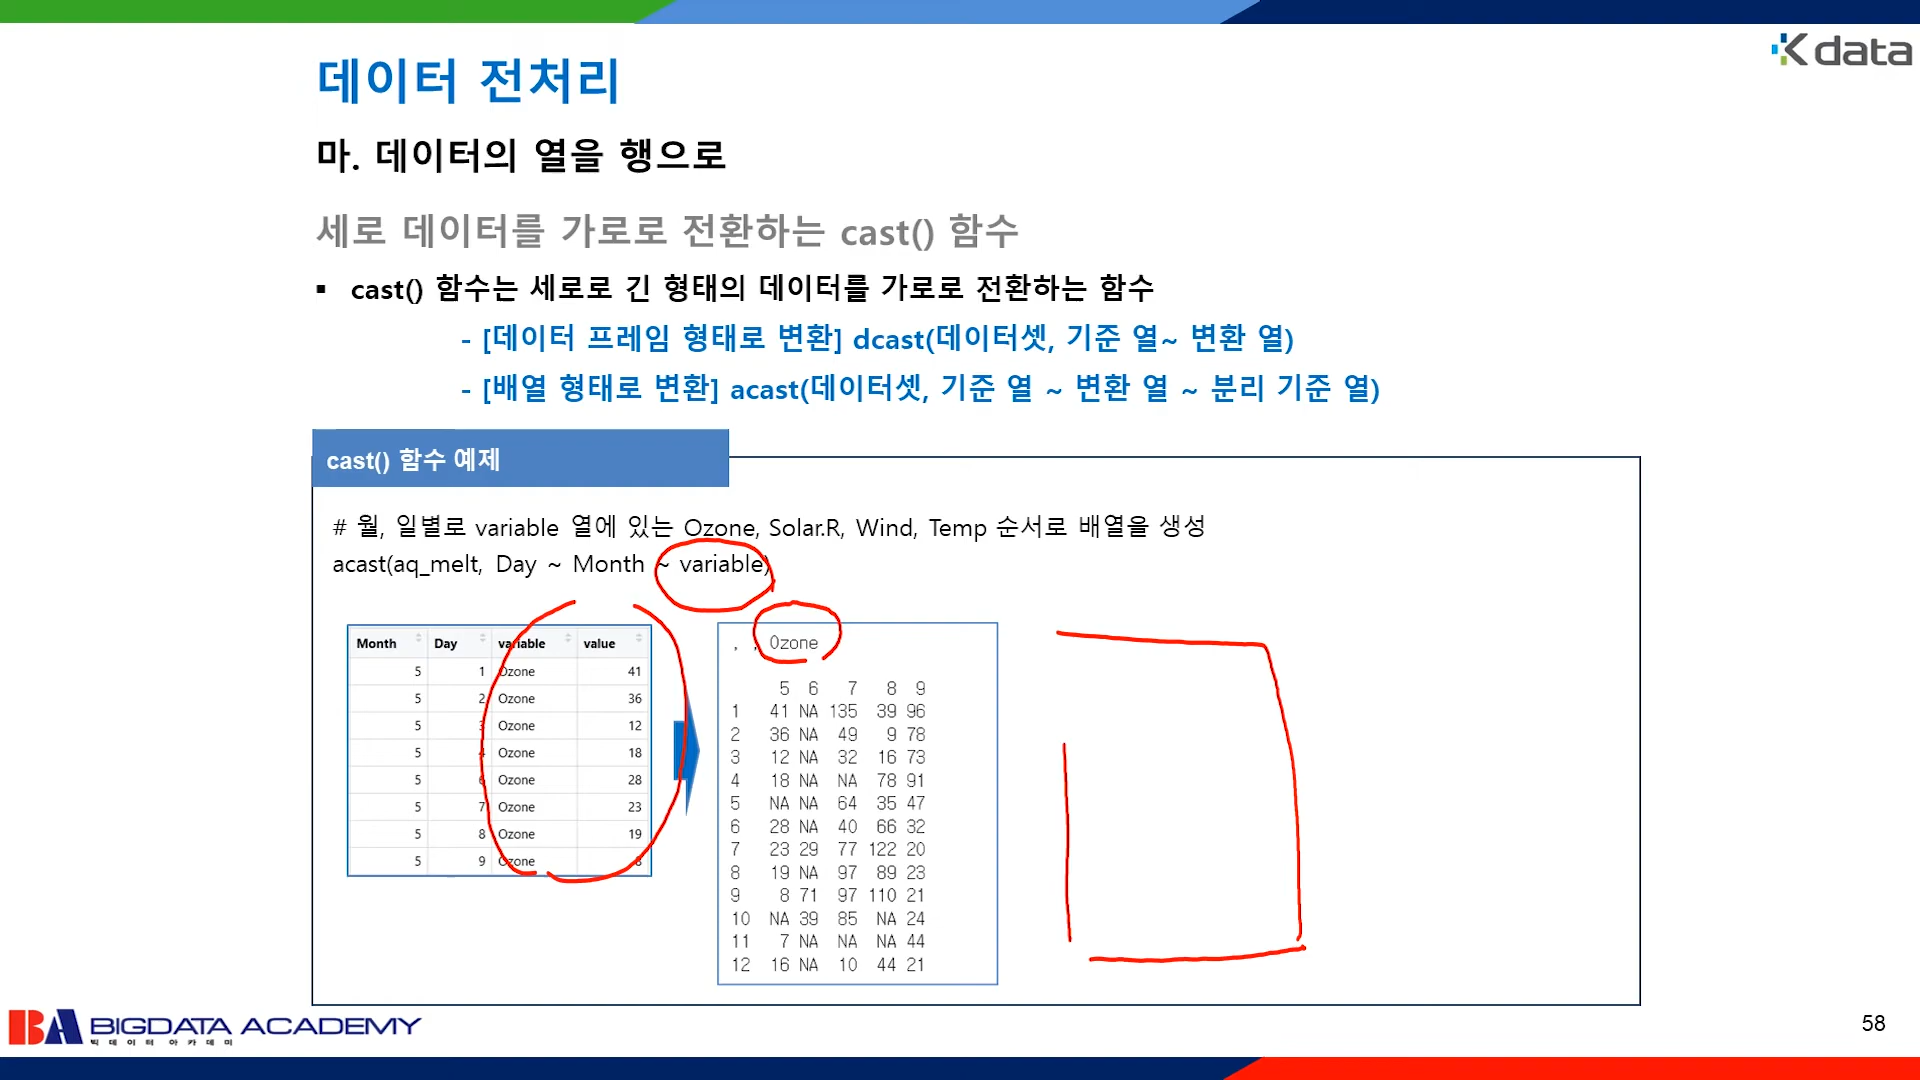 K data
데이터 전처리
마. 데이터의 열을 행으로
세로 데이터를 가로로 전환하는 cast() 함수
▪ cast() 함수는 세로로 긴 형태의 데이터를 가로로 전환하는 함수
- [데이터 프레임 형태로 변환] dcast(데이터셋, 기준 열~ 변환 열)
- [배열 형태로 변환] acast(데이터셋, 기준 열 ~ 변환 열 ~ 분리 기준 열)
cast() 함수 예제
# 월, 일별로 variable 열에 있는 Ozone, Solar.R, Wind, Temp 순서로 배열을 생성
acast(aq_melt, Day ~ Month ~ variable)
Month Day variable value
5 1 Ozone 41
5 2 Ozone 36
5 3 Ozone 12
5 4 Ozone 18
5 6 Ozone 28
5 7 Ozone 23
5 8 Ozone 19
5 9 Ozone 8
, , Ozone
5 6 7 8 9
1 41 NA 135 39 96
2 36 NA 49 9 78
3 12 NA 32 16 73
4 18 NA NA 78 91
5 NA NA 64 35 47
6 28 NA 40 66 32
7 23 29 77 122 20
8 19 NA 97 89 23
9 8 71 97 110 21
10 NA 39 85 NA 24
11 7 NA NA NA 44
12 16 NA 10 44 21
BA BIGDATA ACADEMY
빅데이터아카데미
58